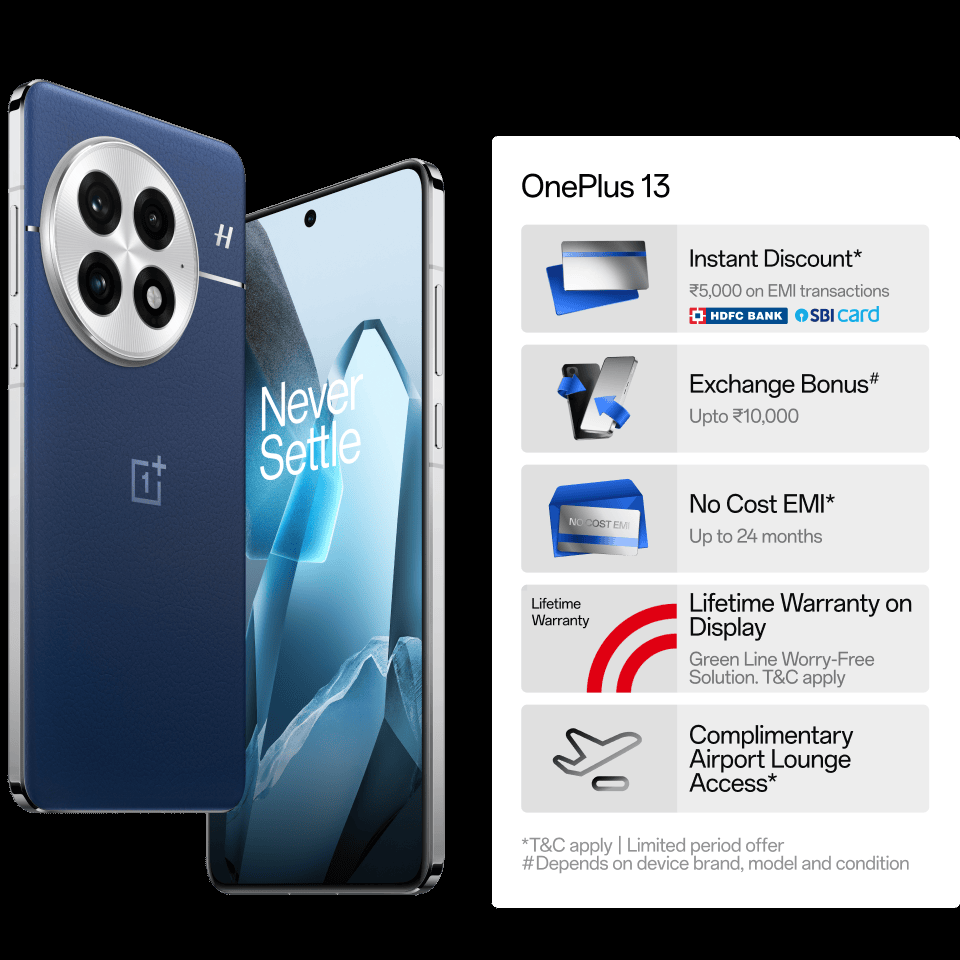 Never
Settle
OnePlus 13
Instant Discount*
₹5,000 on EMI transactions
HDFC BANK SBI card
Exchange Bonus#
Upto ₹10,000
NO COST EMI
No Cost EMI*
Up to 24 months
Lifetime
Warranty
Lifetime Warranty on
Display
Green Line Worry-Free
Solution. T&C apply
Complimentary
Airport Lounge
Access*
*T&C apply | Limited period offer
#Depends on device brand, model and condition